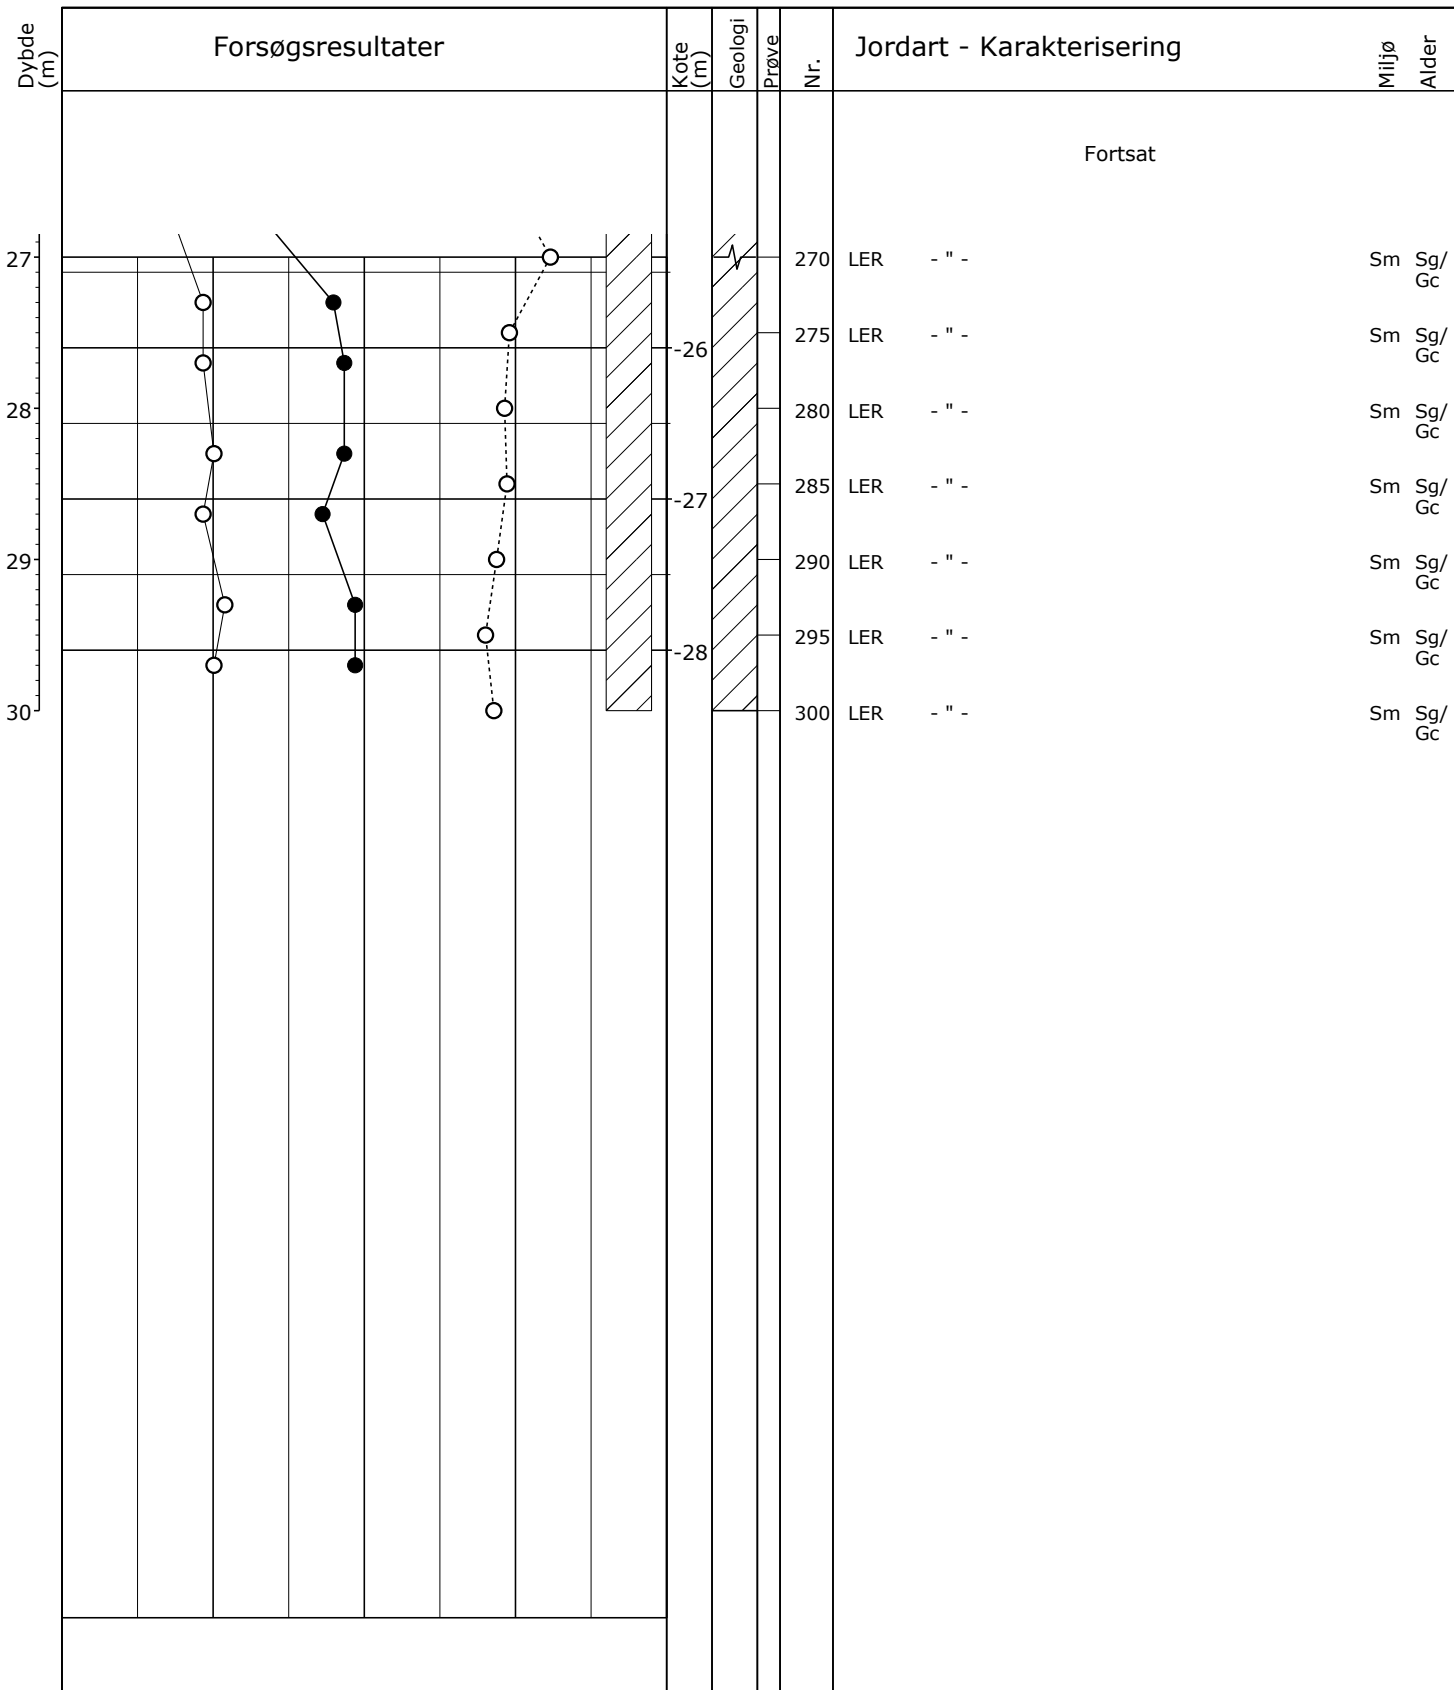 Dybde
(m)
Forsøgsresultater
Kote
(m)
Geologi
Prøve
Nr.
Jordart - Karakterisering
Miljø
Alder
Fortsat
27
270 LER - " - Sm Sg/
Gc
275 LER - " - Sm Sg/
Gc
-26
28
280 LER - " - Sm Sg/
Gc
285 LER - " - Sm Sg/
Gc
-27
29
290 LER - " - Sm Sg/
Gc
295 LER - " - Sm Sg/
Gc
-28
30
300 LER - " - Sm Sg/
Gc